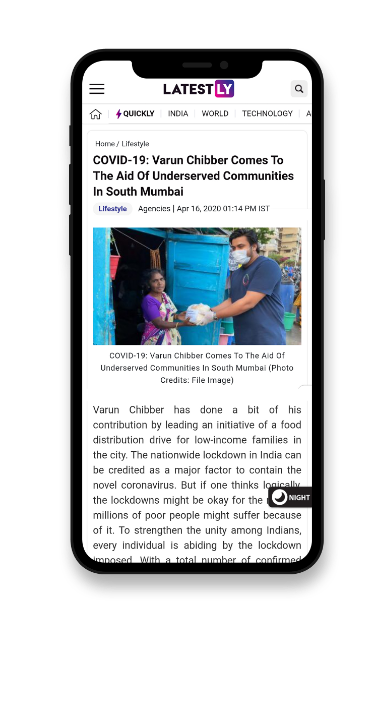 LATESTLY
QUICKLY INDIA WORLD TECHNOLOGY A
Home / Lifestyle
COVID-19: Varun Chibber Comes To
The Aid Of Underserved Communities
In South Mumbai
Lifestyle Agencies | Apr 16, 2020 01:14 PM IST
COVID-19: Varun Chibber Comes To The Aid Of
Underserved Communities In South Mumbai (Photo
Credits: File Image)
Varun Chibber has done a bit of his
contribution by leading an initiative of a food
distribution drive for low-income families in
the city. The nationwide lockdown in India can
be credited as a major factor to contain the
novel coronavirus. But if one thinks logically,
the lockdowns might be okay for the
NIGHT
millions of poor people might suffer because
of it. To strengthen the unity among Indians,
every individual is abiding by the lockdown
imposed. With a total number of confirmed